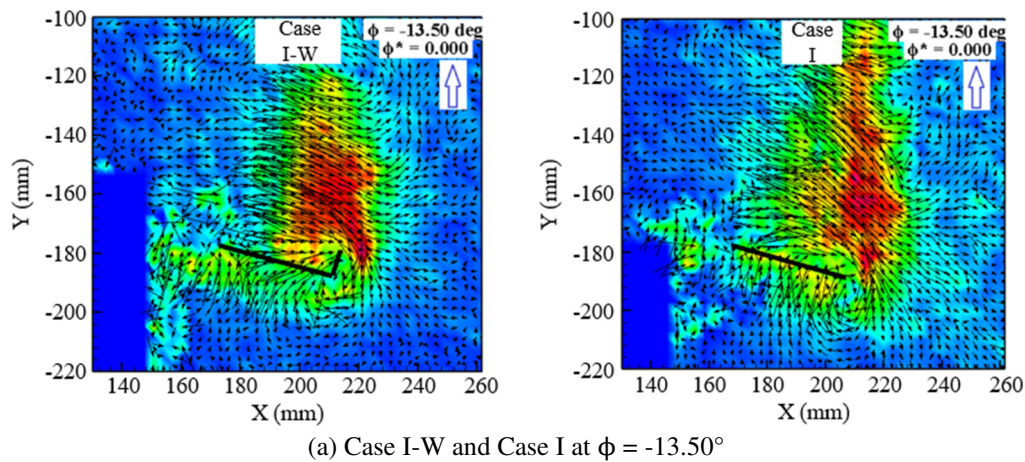 -100
-120
-140
-160
-180
-200
-220
Y (mm)
140 160 180 200 220 240 260
X (mm)
Case
I-W
ϕ = -13.50 deg
ϕ* = 0.000
-100
-120
-140
-160
-180
-200
-220
Y (mm)
140 160 180 200 220 240 260
X (mm)
Case
I
ϕ = -13.50 deg
ϕ* = 0.000
(a) Case I-W and Case I at ϕ = -13.50°